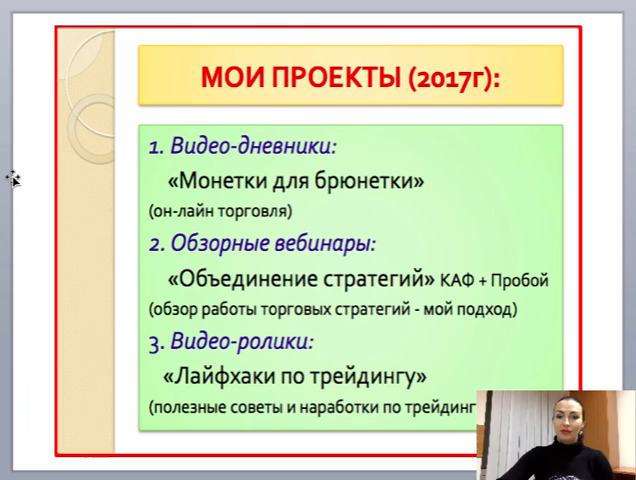 МОИ ПРОЕКТЫ (2017г):
1. Видео-дневники:
«Монетки для брюнетки»
(он-лайн торговля)
2. Обзорные вебинары:
«Объединение стратегий» КАФ + Пробой
(обзор работы торговых стратегий - мой подход)
3. Видео-ролики:
«Лайфхаки по трейдингу»
(полезные советы и наработки по трейдинг